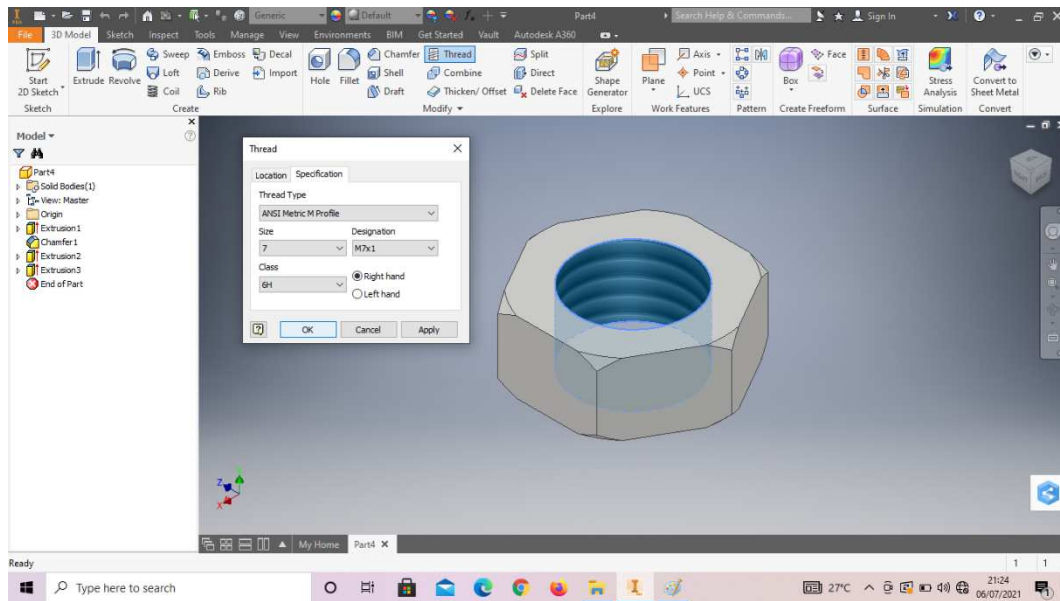 Generic
Default
Part4
Search Help & Commands...
Sign In
File 3D Model Sketch Inspect Tools Manage View Environments BIM Get Started Vault Autodesk A360
Start
2D Sketch
Extrude
Revolve
Sweep
Loft
Coil
Emboss
Derive
Rib
Decal
Import
Hole
Fillet
Chamfer
Shell
Draft
Thread
Combine
Thicken/ Offset
Split
Direct
Delete Face
Shape
Generator
Plane
Axis
Point
UCS
Box
Face
Stress
Analysis
Convert to
Sheet Metal
Sketch Create Modify Explore Work Features Pattern Create Freeform Surface Simulation Convert
Model
Part4
Solid Bodies(1)
View: Master
Origin
Extrusion1
Chamfer1
Extrusion2
Extrusion3
End of Part
Thread
Location Specification
Thread Type
ANSI Metric M Profile
Size Designation
7 M7x1
Class
6H
Right hand
Left hand
OK Cancel Apply
Z
X
My Home Part4
Ready 1 1
Type here to search
27°C
21:24
06/07/2021